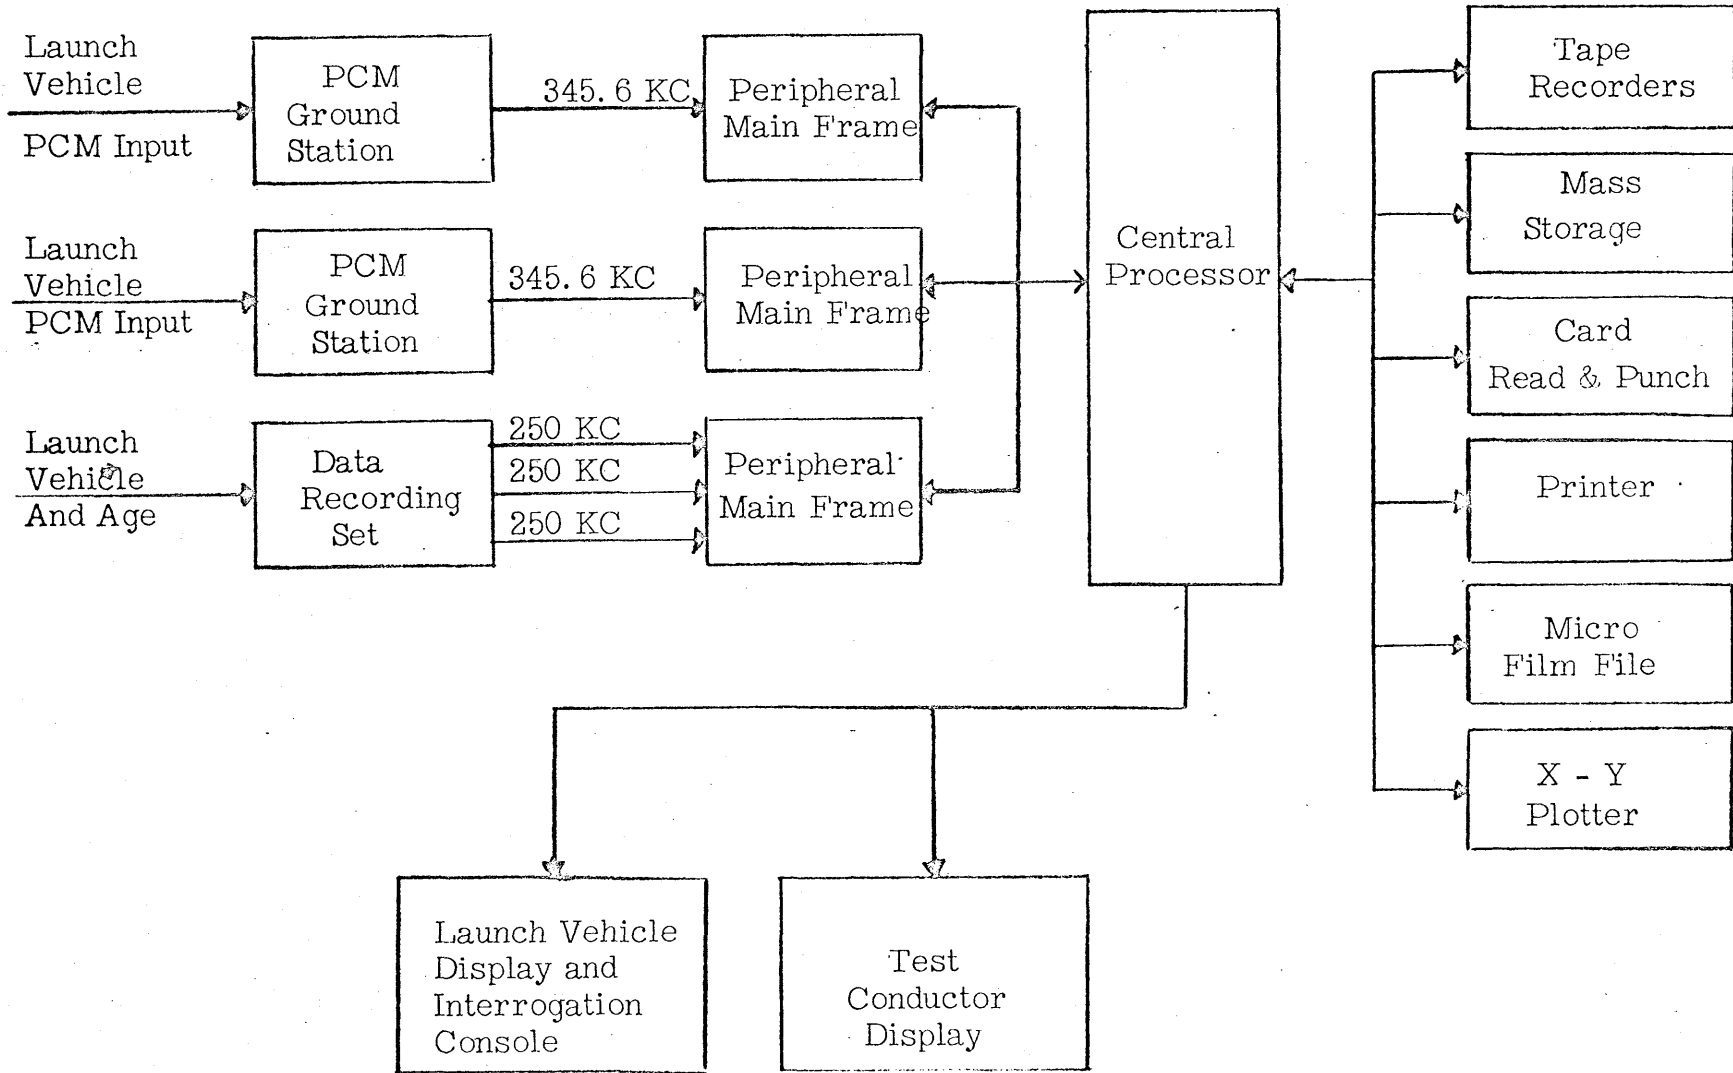 Launch
Vehicle
PCM Input
PCM
Ground
Station
345.6 KC
Peripheral
Main Frame
Launch
Vehicle
PCM Input
PCM
Ground
Station
345.6 KC
Peripheral
Main Frame
Launch
Vehicle
And Age
Data
Recording
Set
250 KC
250 KC
250 KC
Peripheral
Main Frame
Central
Processor
Tape
Recorders
Mass
Storage
Card
Read & Punch
Printer
Micro
Film File
X - Y
Plotter
Launch Vehicle
Display and
Interrogation
Console
Test
Conductor
Display